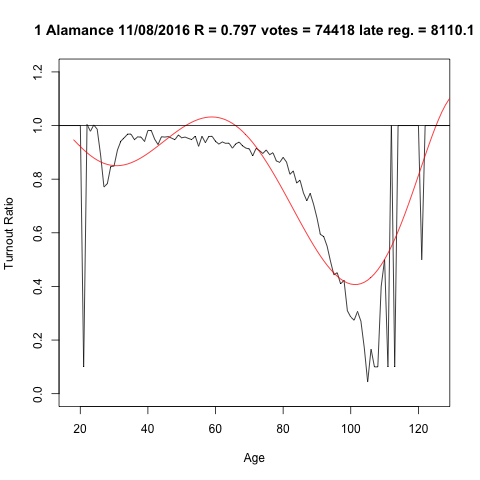 1 Alamance 11/08/2016 R = 0.797 votes = 74418 late reg. = 8110.1
Turnout Ratio
1.2
1.0
0.8
0.6
0.4
0.2
0.0
20 40 60 80 100 120
Age